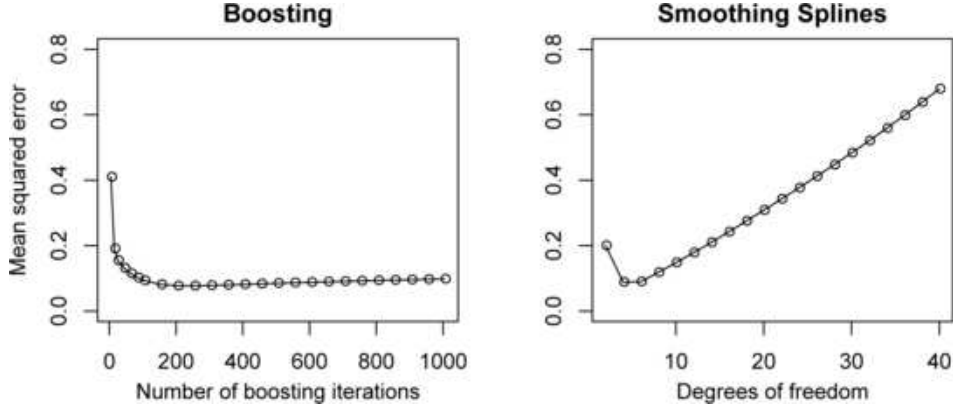 Boosting
Mean squared error
0.0 0.2 0.4 0.6 0.8
0 200 400 600 800 1000
Number of boosting iterations
Smoothing Splines
0.0 0.2 0.4 0.6 0.8
10 20 30 40
Degrees of freedom